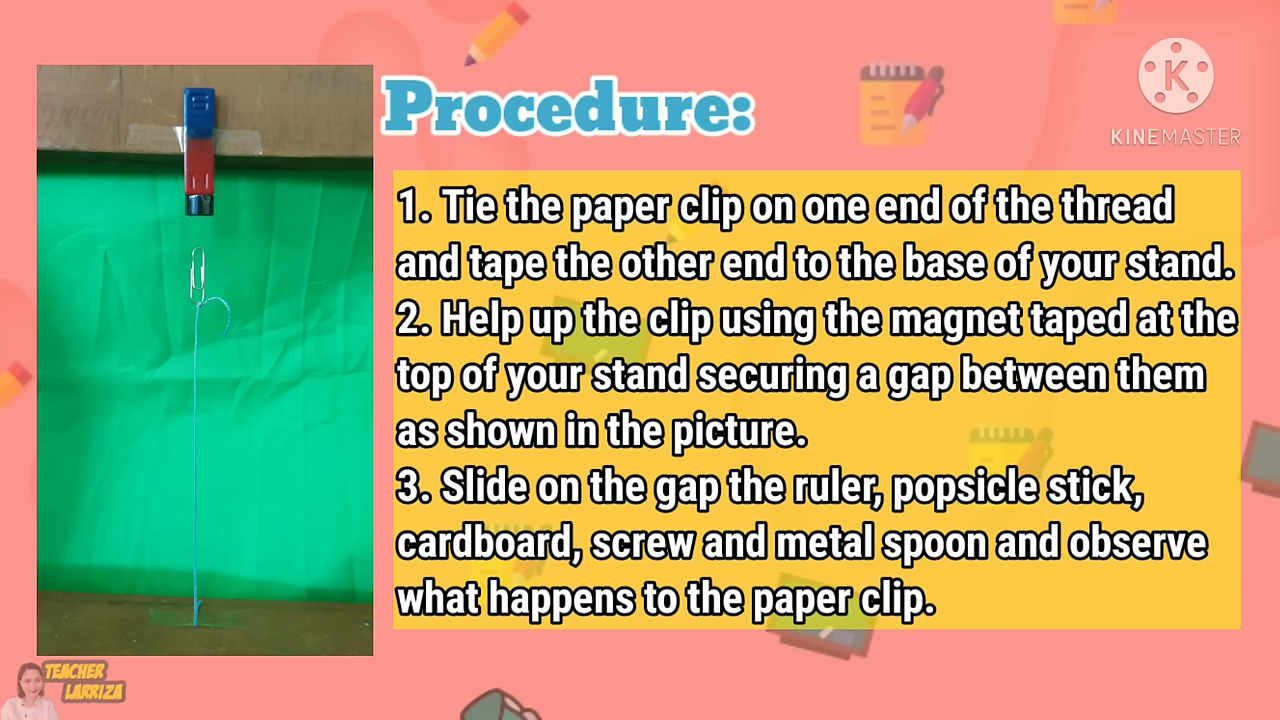 Procedure:
KINEMASTER
1. Tie the paper clip on one end of the thread
and tape the other end to the base of your stand.
2. Help up the clip using the magnet taped at the
top of your stand securing a gap between them
as shown in the picture.
3. Slide on the gap the ruler, popsicle stick,
cardboard, screw and metal spoon and observe
what happens to the paper clip.
TEACHER
LARRIZA